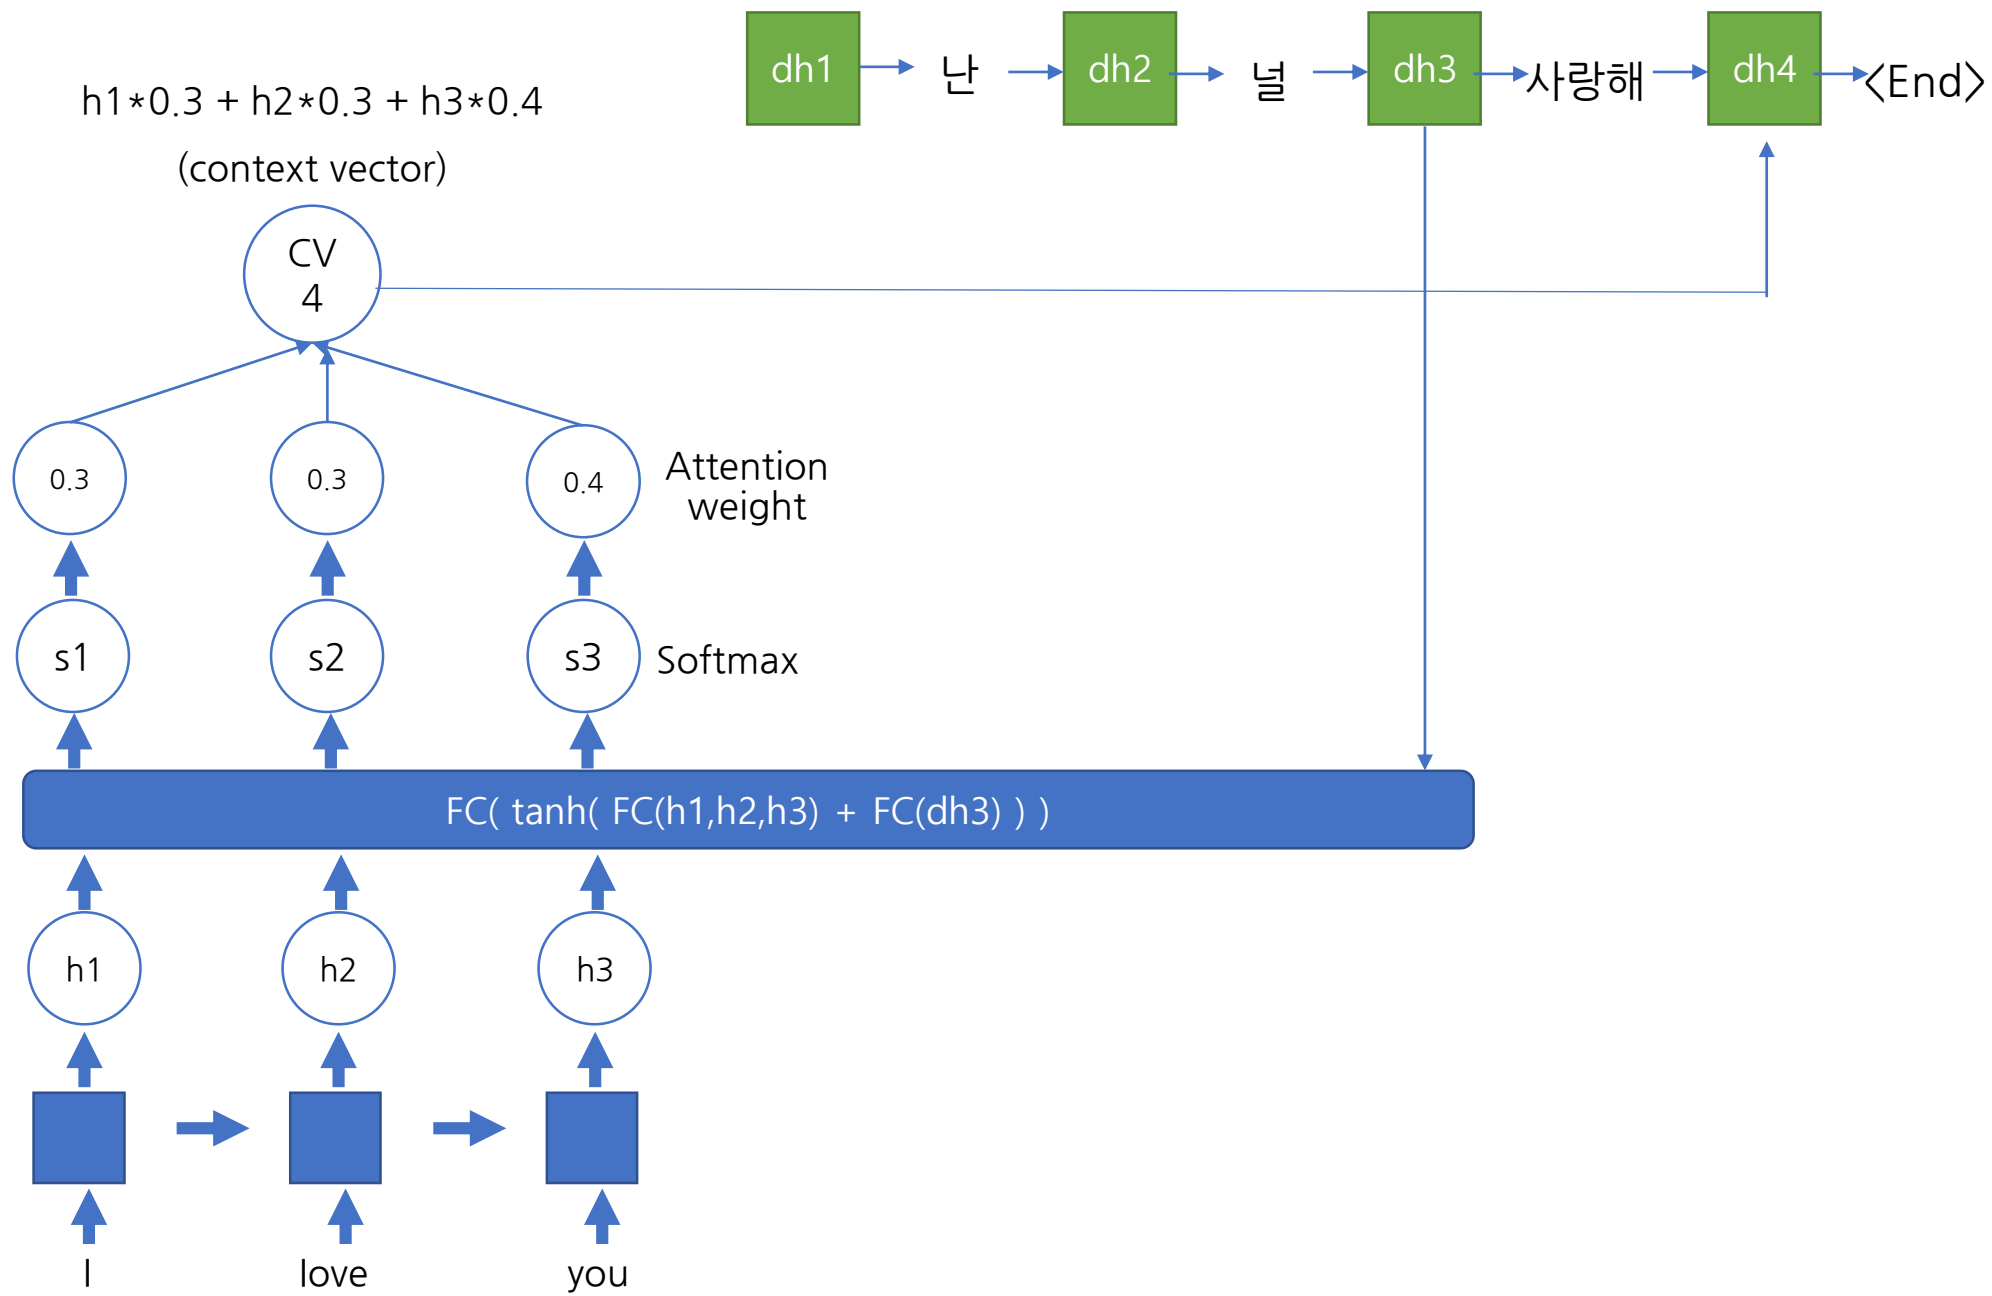 dh1 난 dh2 널 dh3 사랑해 dh4 <End>
h1*0.3 + h2*0.3 + h3*0.4
(context vector)
CV
4
0.3 0.3 0.4
Attention
weight
s1 s2 s3 Softmax
FC( tanh( FC(h1,h2,h3) + FC(dh3) ) )
h1 h2 h3
I love you